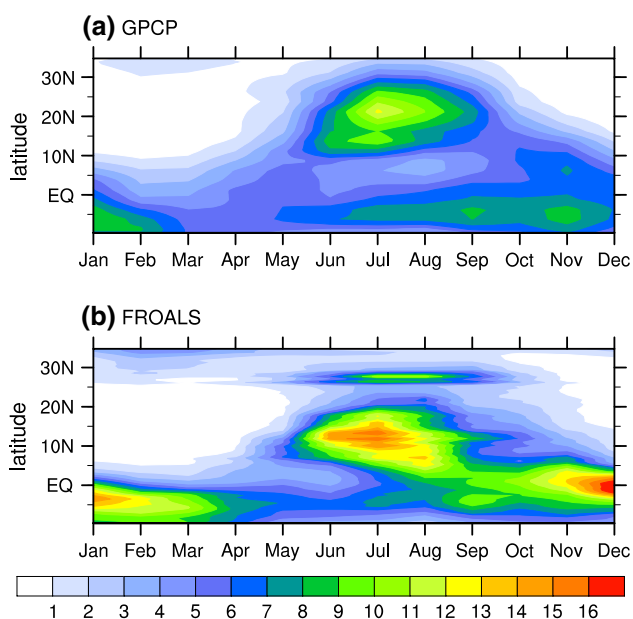 (a) GPCP
30N
20N
10N
EQ
latitude
Jan Feb Mar Apr May Jun Jul Aug Sep Oct Nov Dec
(b) FROALS
30N
20N
10N
EQ
latitude
Jan Feb Mar Apr May Jun Jul Aug Sep Oct Nov Dec
1 2 3 4 5 6 7 8 9 10 11 12 13 14 15 16